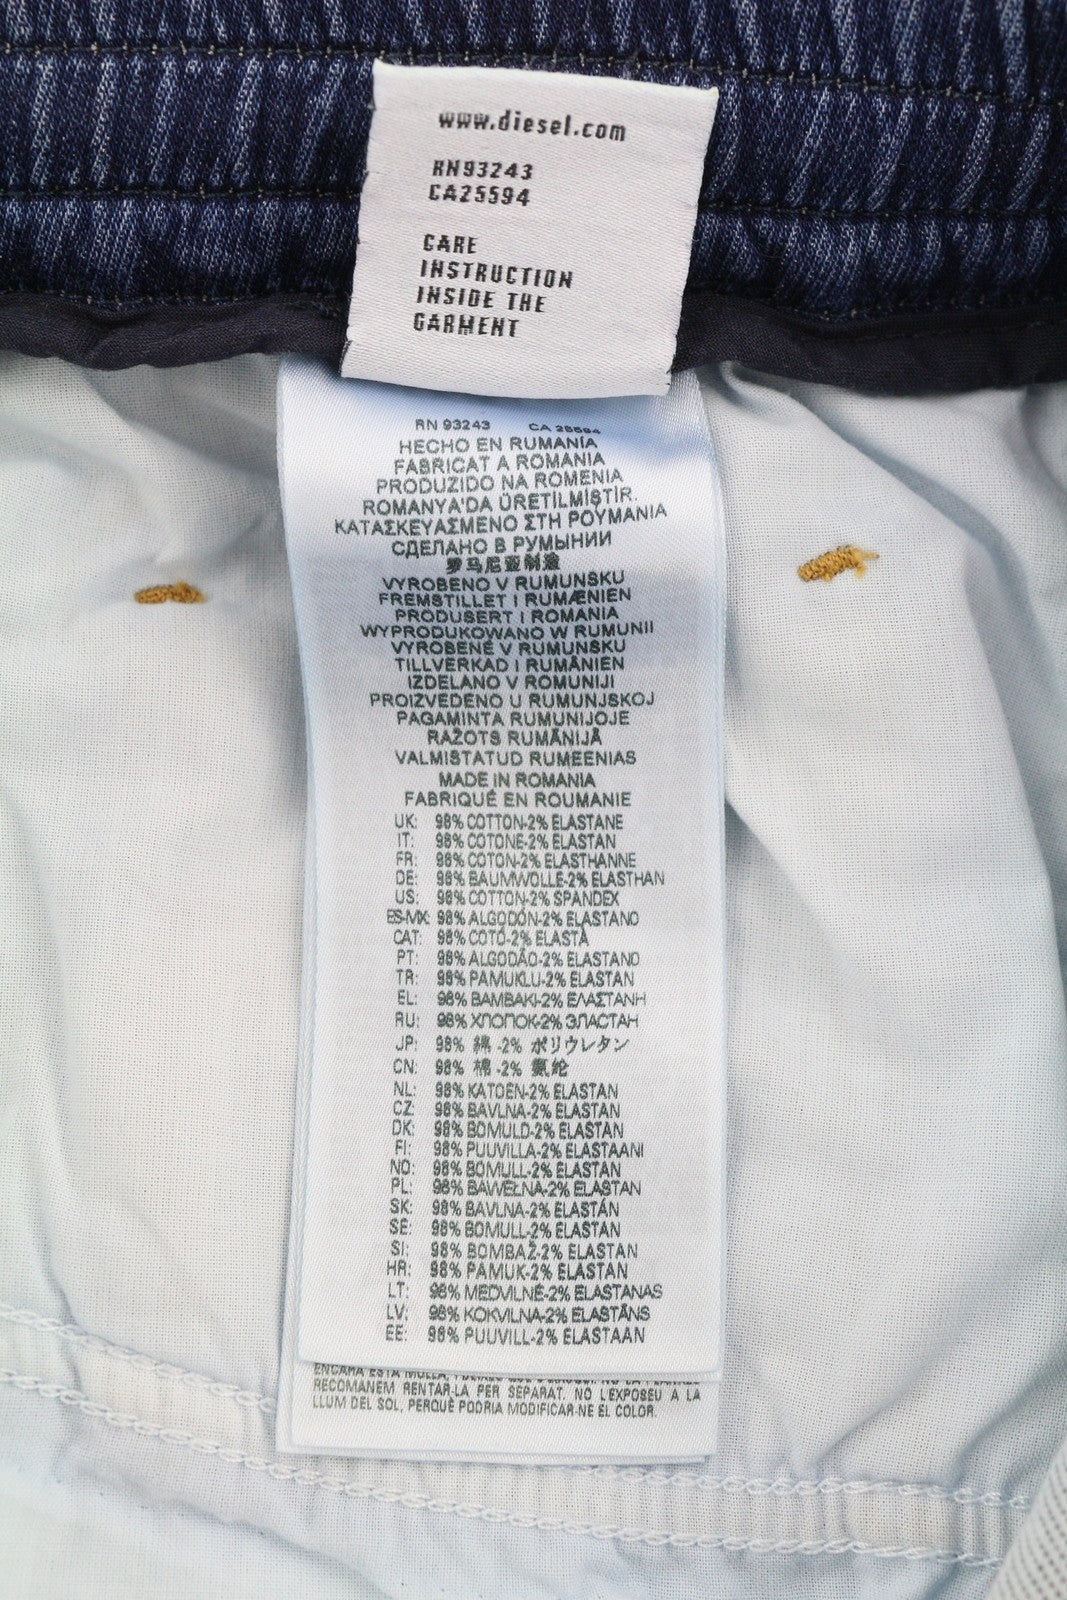 www.diesel.com
RN93243
CA25594
CARE
INSTRUCTION
INSIDE THE
GARMENT
RN 93243 CA 25594
HECHO EN RUMANÍA
FABRICAT A ROMANIA
PRODUZIDO NA ROMENIA
ROMANYA'DA ÜRETİLMİŞTİR.
ΚΑΤΑΣΚΕΥΑΣΜΕΝΟ ΣΤΗ ΡΟΥΜΑΝΙΑ
СДЕЛАНО В РУМЫНИИ
罗马尼亚制造
VYROBENO V RUMUNSKU
FREMSTILLET I RUMÆNIEN
PRODUSERT I ROMANIA
WYPRODUKOWANO W RUMUNII
VYROBENÉ V RUMUNSKU
TILLVERKAD I RUMÄNIEN
IZDELANO V ROMUNIJI
PROIZVEDENO U RUMUNJSKOJ
PAGAMINTA RUMUNIJOJE
RAŽOTS RUMĀNIJĀ
VALMISTATUD RUMEENIAS
MADE IN ROMANIA
FABRIQUÉ EN ROUMANIE
UK: 98% COTTON-2% ELASTANE
IT: 98% COTONE-2% ELASTAN
FR: 98% COTON-2% ELASTHANNE
DE: 98% BAUMWOLLE-2% ELASTHAN
US: 98% COTTON-2% SPANDEX
ES-MX: 98% ALGODÓN-2% ELASTANO
CAT: 98% COTÓ-2% ELASTÀ
PT: 98% ALGODÃO-2% ELASTANO
TR: 98% PAMUKLU-2% ELASTAN
EL: 98% ΒΑΜΒΑΚΙ-2% ΕΛΑΣΤΑΝΗ
RU: 98% ХЛОПОК-2% ЭЛАСТАН
JP: 98% 綿 -2% ポリウレタン
CN: 98% 棉 -2% 氨纶
NL: 98% KATOEN-2% ELASTAN
CZ: 98% BAVLNA-2% ELASTAN
DK: 98% BOMULD-2% ELASTAN
FI: 98% PUUVILLA-2% ELASTAANI
NO: 98% BOMULL-2% ELASTAN
PL: 98% BAWEŁNA-2% ELASTAN
SK: 98% BAVLNA-2% ELASTÁN
SE: 98% BOMULL-2% ELASTAN
SI: 98% BOMBAŽ-2% ELASTAN
HR: 98% PAMUK-2% ELASTAN
LT: 98% MEDVILNĖ-2% ELASTANAS
LV: 98% KOKVILNA-2% ELASTĀNS
EE: 98% PUUVILL-2% ELASTAAN
ENCARA ESTÀ MULLA,
RECOMANEM RENTAR-LA PER SEPARAT, NO L'EXPOSEU A LA
LLUM DEL SOL, PERQUÈ PODRIA MODIFICAR-NE EL COLOR.